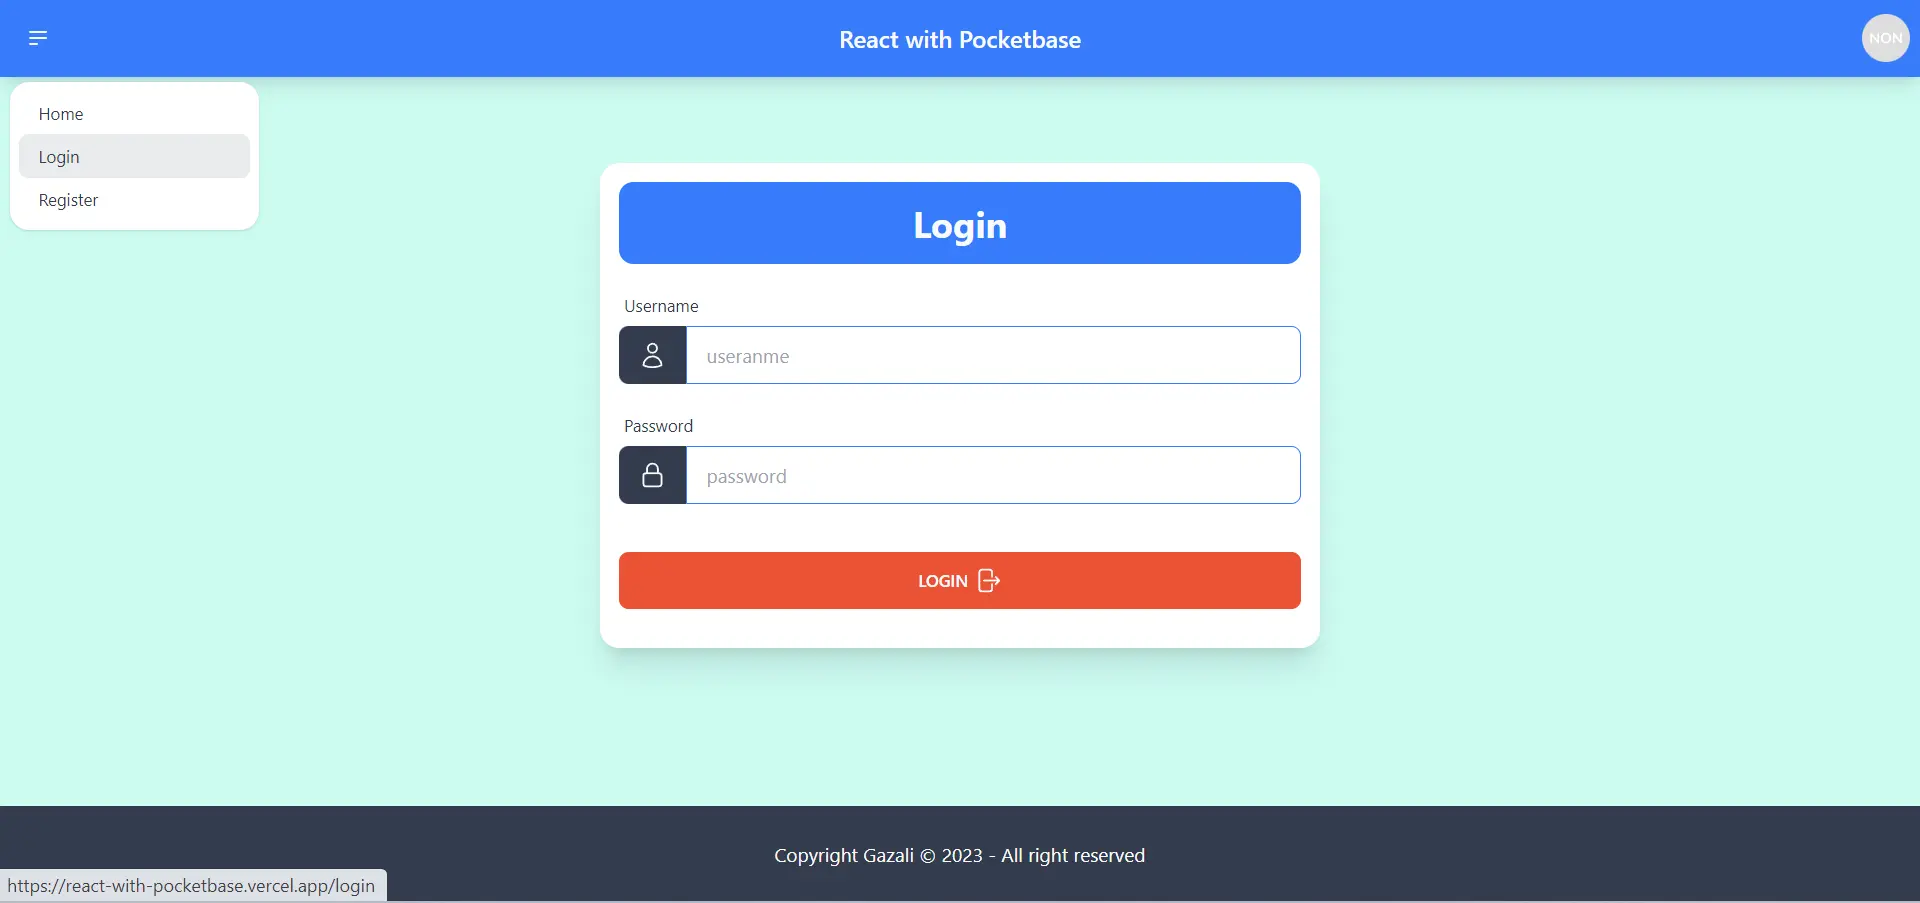 React with Pocketbase
NON
Home
Login
Register
Login
Username
useranme
Password
password
LOGIN
Copyright Gazali © 2023 - All right reserved
https://react-with-pocketbase.vercel.app/login